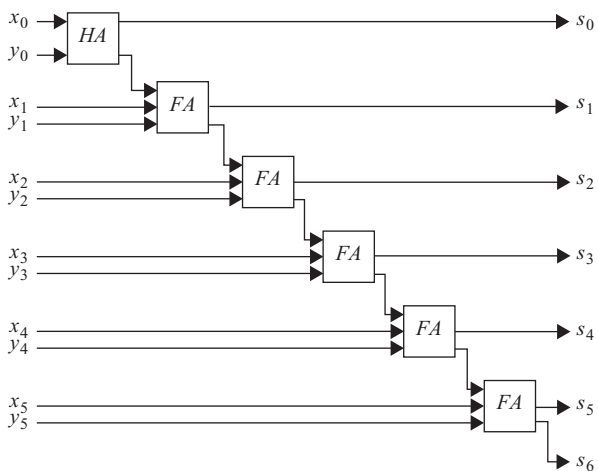 x₀ s₀
HA
y₀
x₁ FA s₁
y₁
x₂ FA s₂
y₂
x₃ FA s₃
y₃
x₄ FA s₄
y₄
x₅ FA s₅
y₅
s₆